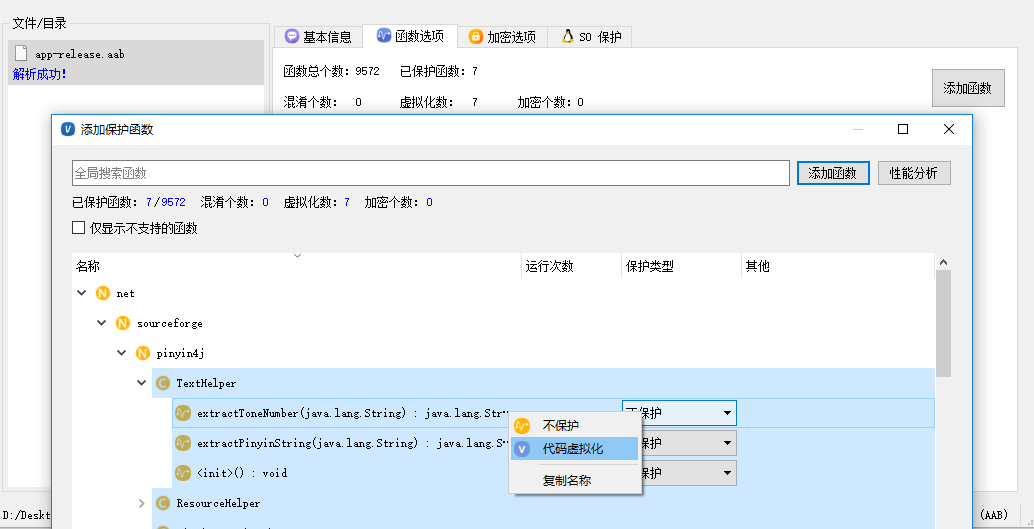 文件/目录
app-release.aab
解析成功!
基本信息
函数选项
加密选项
SO 保护
函数总个数: 9572 已保护函数: 7
混淆个数: 0 虚拟化数: 7 加密个数: 0
添加函数
添加保护函数
全局搜索函数
添加函数
性能分析
已保护函数: 7/9572 混淆个数: 0 虚拟化数: 7 加密个数: 0
仅显示不支持的函数
名称 运行次数 保护类型 其他
net
sourceforge
pinyin4j
TextHelper
extractToneNumber(java.lang.String) : java.lang.Str
不保护
extractPinyinString(java.lang.String) : java.lang.S
保护
<init>() : void
保护
ResourceHelper
不保护
代码虚拟化
复制名称
D:/Deskt
(AAB)